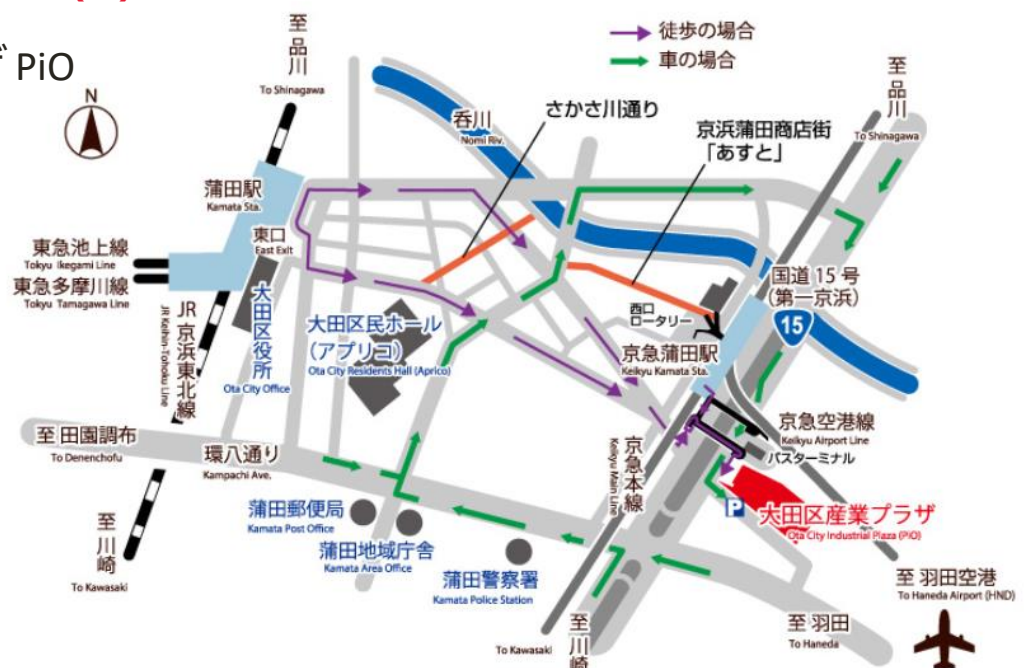 PiO
徒歩の場合
車の場合
至 品川
To Shinagawa
N
至 品川
To Shinagawa
さかさ川通り
呑川
Nomi Riv.
京浜蒲田商店街
「あすと」
蒲田駅
Kamata Sta.
東口
East Exit
東急池上線
Tokyu Ikegami Line
東急多摩川線
Tokyu Tamagawa Line
国道 15 号
(第一京浜)
15
西口
ロータリー
大田区役所
Ota City Office
大田区民ホール
(アプリコ)
Ota City Residents Hall (Aprico)
京急蒲田駅
Keikyu Kamata Sta.
JR 京浜東北線
JR Keihin-Tohoku Line
京急空港線
Keikyu Airport Line
バスターミナル
至 田園調布
To Denenchofu
環八通り
Kampachi Ave.
京急本線
Keikyu Main Line
P
大田区産業プラザ
Ota City Industrial Plaza (PiO)
蒲田郵便局
Kamata Post Office
蒲田地域庁舎
Kamata Area Office
蒲田警察署
Kamata Police Station
至 川崎
To Kawasaki
至 羽田空港
To Haneda Airport (HND)
至 川崎
To Kawasaki
至 羽田
To Haneda